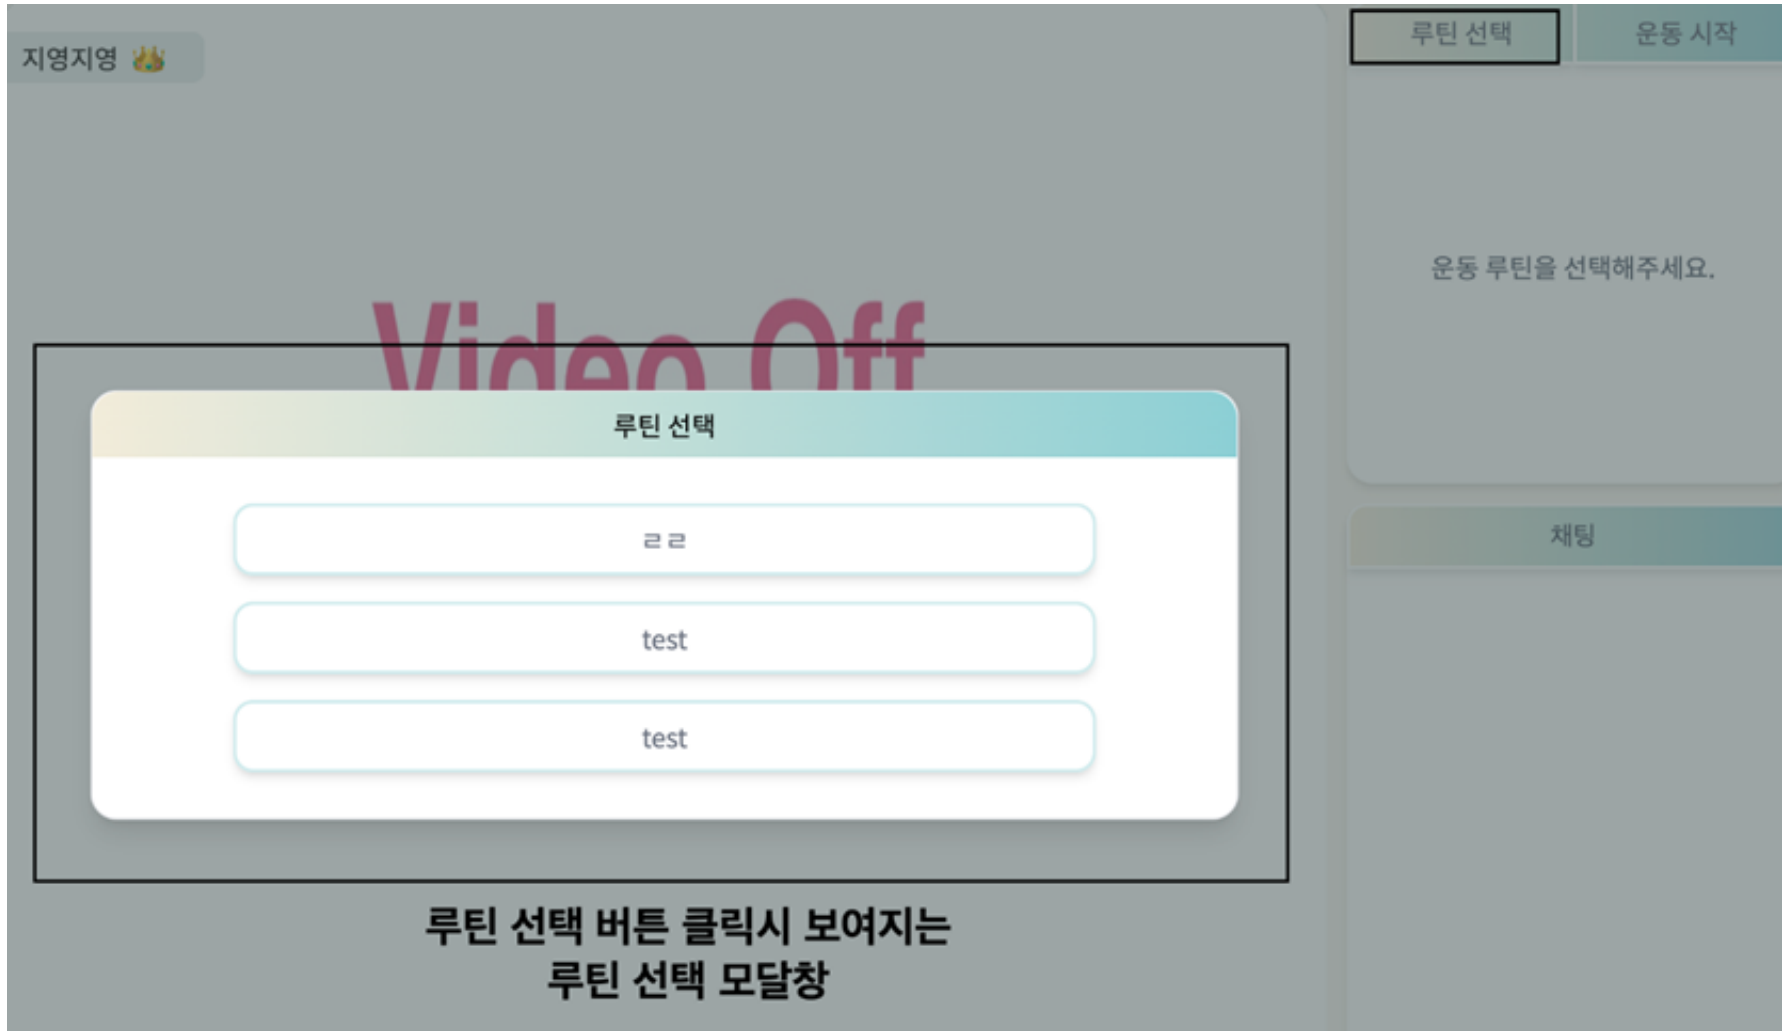 지영지영 👑
루틴 선택
운동 시작
운동 루틴을 선택해주세요.
Video Off
루틴 선택
ㄹㄹ
test
test
채팅
루틴 선택 버튼 클릭시 보여지는
루틴 선택 모달창